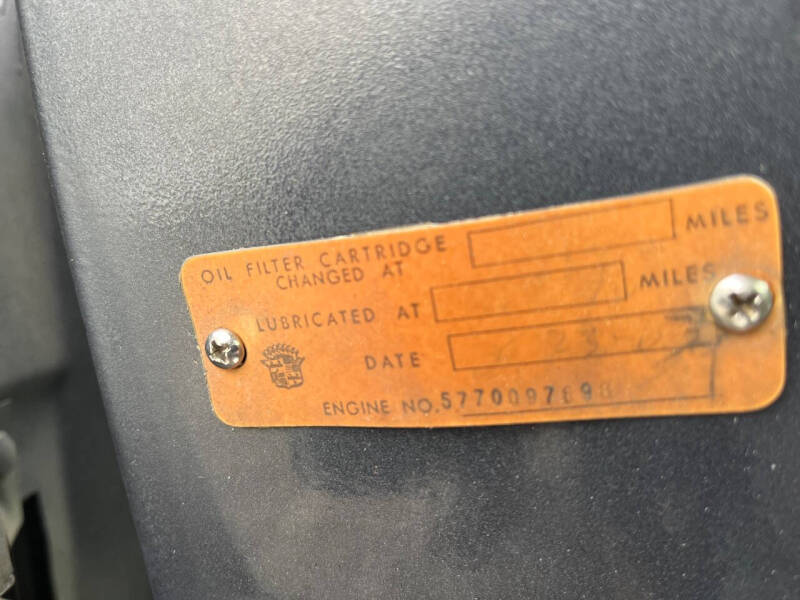 OIL FILTER CARTRIDGE
CHANGED AT
MILES
LUBRICATED AT
MILES
DATE
ENGINE NO.